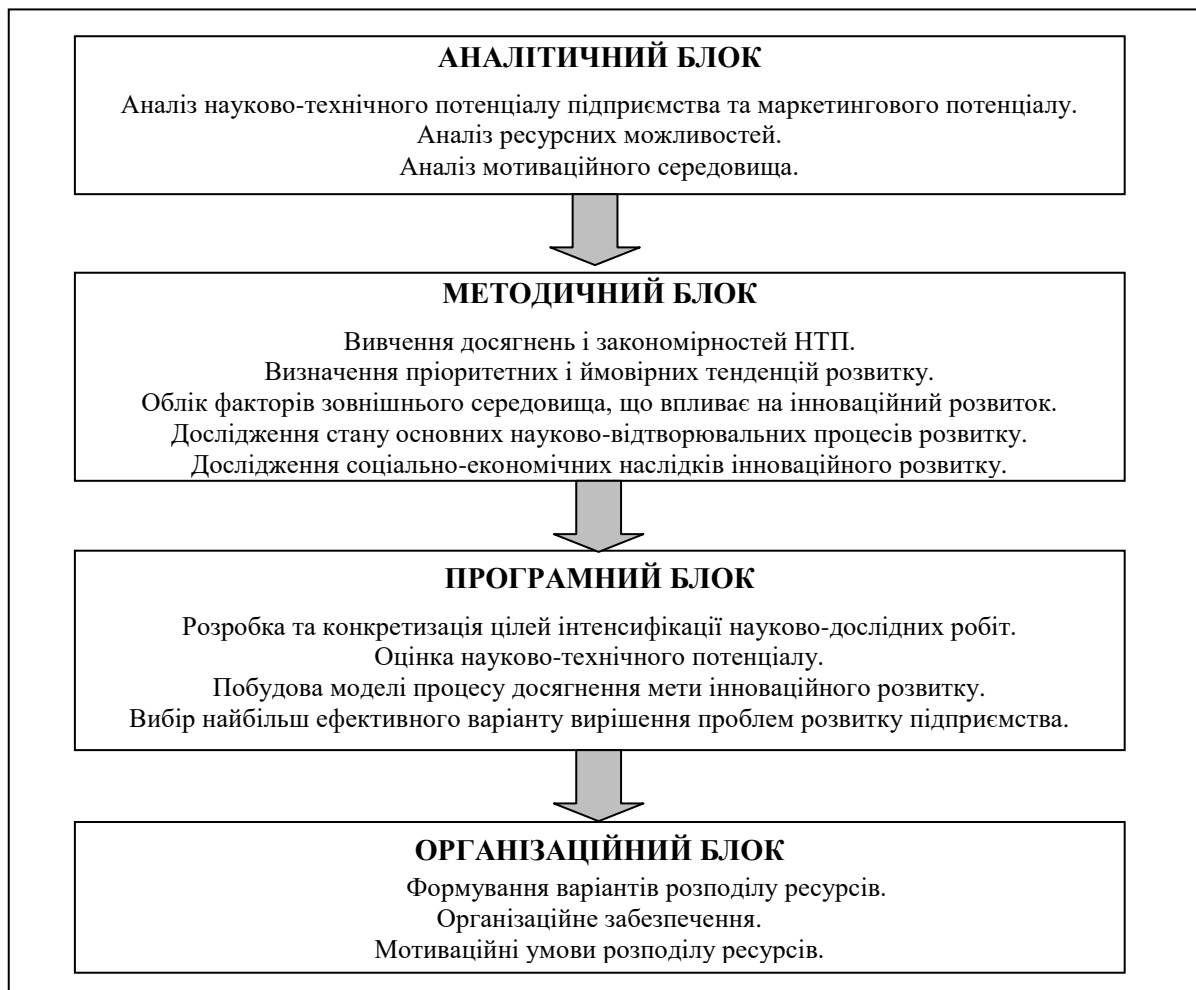 АНАЛІТИЧНИЙ БЛОК
Аналіз науково-технічного потенціалу підприємства та маркетингового потенціалу.
Аналіз ресурсних можливостей.
Аналіз мотиваційного середовища.
МЕТОДИЧНИЙ БЛОК
Вивчення досягнень і закономірностей НТП.
Визначення пріоритетних і ймовірних тенденцій розвитку.
Облік факторів зовнішнього середовища, що впливає на інноваційний розвиток.
Дослідження стану основних науково-відтворювальних процесів розвитку.
Дослідження соціально-економічних наслідків інноваційного розвитку.
ПРОГРАМНИЙ БЛОК
Розробка та конкретизація цілей інтенсифікації науково-дослідних робіт.
Оцінка науково-технічного потенціалу.
Побудова моделі процесу досягнення мети інноваційного розвитку.
Вибір найбільш ефективного варіанту вирішення проблем розвитку підприємства.
ОРГАНІЗАЦІЙНИЙ БЛОК
Формування варіантів розподілу ресурсів.
Організаційне забезпечення.
Мотиваційні умови розподілу ресурсів.